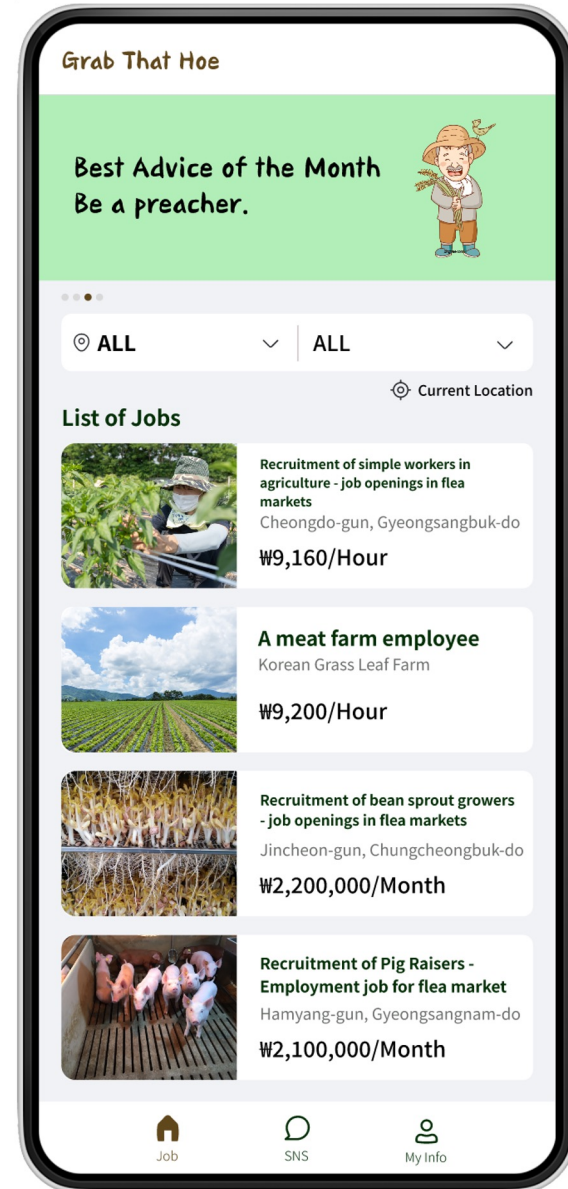 Grab That Hoe
Best Advice of the Month
Be a preacher.
ALL
ALL
Current Location
List of Jobs
Recruitment of simple workers in
agriculture - job openings in flea
markets
Cheongdo-gun, Gyeongsangbuk-do
₩9,160/Hour
A meat farm employee
Korean Grass Leaf Farm
₩9,200/Hour
Recruitment of bean sprout growers
- job openings in flea markets
Jincheon-gun, Chungcheongbuk-do
₩2,200,000/Month
Recruitment of Pig Raisers -
Employment job for flea market
Hamyang-gun, Gyeongsangnam-do
₩2,100,000/Month
Job
SNS
My Info